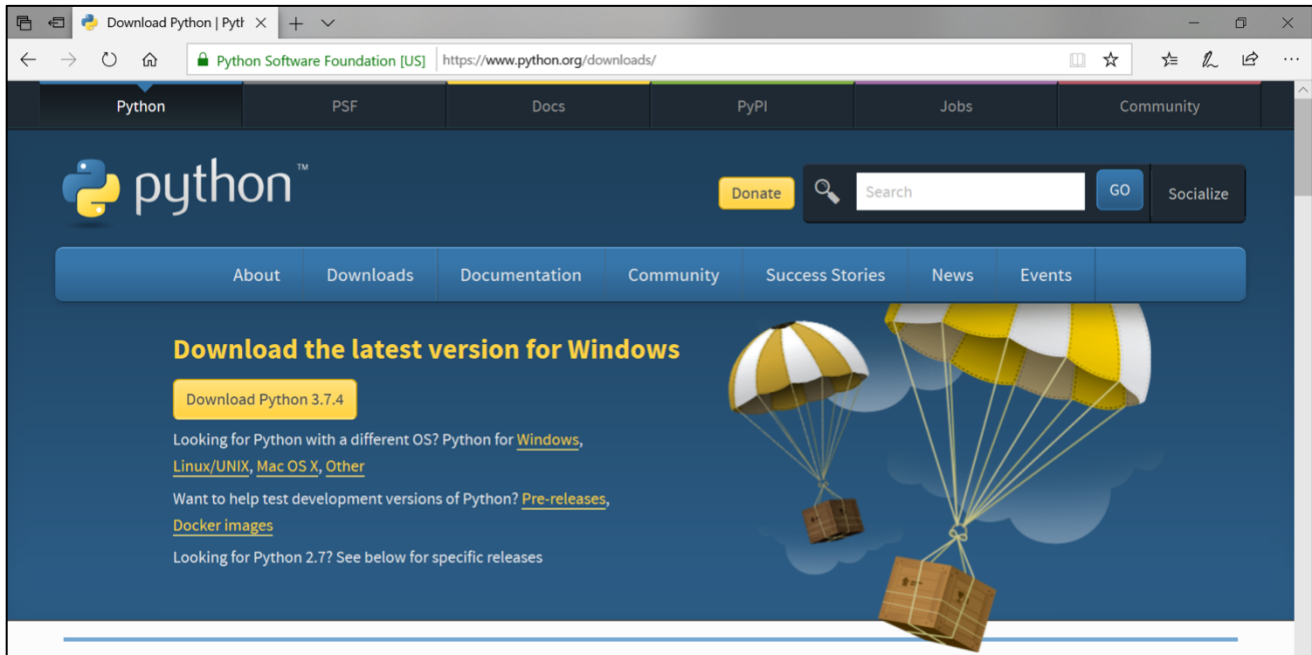 Download Python | Pyth
Python Software Foundation [US] https://www.python.org/downloads/
Python PSF Docs PyPI Jobs Community
python™
Donate Search GO Socialize
About Downloads Documentation Community Success Stories News Events
Download the latest version for Windows
Download Python 3.7.4
Looking for Python with a different OS? Python for Windows,
Linux/UNIX, Mac OS X, Other
Want to help test development versions of Python? Pre-releases,
Docker images
Looking for Python 2.7? See below for specific releases